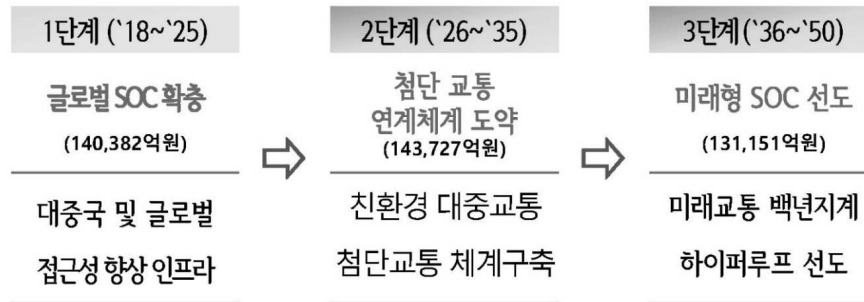 1단계 (`18~`25)
글로벌 SOC 확충
(140,382억원)
대중국 및 글로벌
접근성 향상 인프라
2단계 (`26~`35)
첨단 교통
연계체계 도약
(143,727억원)
친환경 대중교통
첨단교통 체계구축
3단계(`36~`50)
미래형 SOC 선도
(131,151억원)
미래교통 백년지계
하이퍼루프 선도